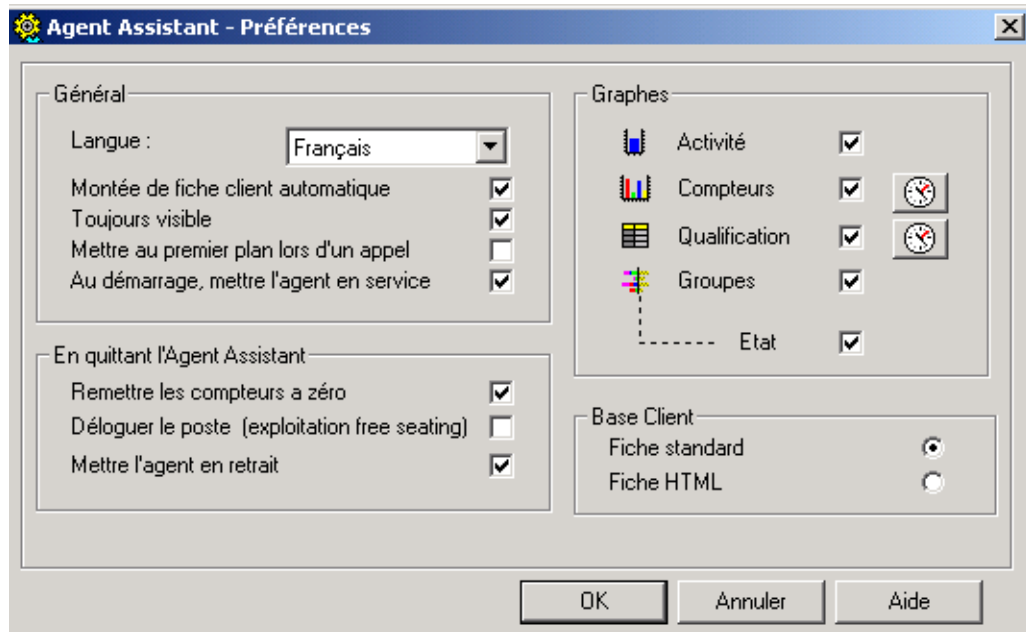 Agent Assistant - Préférences
Général
Langue :
Français
Montée de fiche client automatique
Toujours visible
Mettre au premier plan lors d'un appel
Au démarrage, mettre l'agent en service
En quittant l'Agent Assistant
Remettre les compteurs a zéro
Déloguer le poste (exploitation free seating)
Mettre l'agent en retrait
Graphes
Activité
Compteurs
Qualification
Groupes
Etat
Base Client
Fiche standard
Fiche HTML
OK
Annuler
Aide